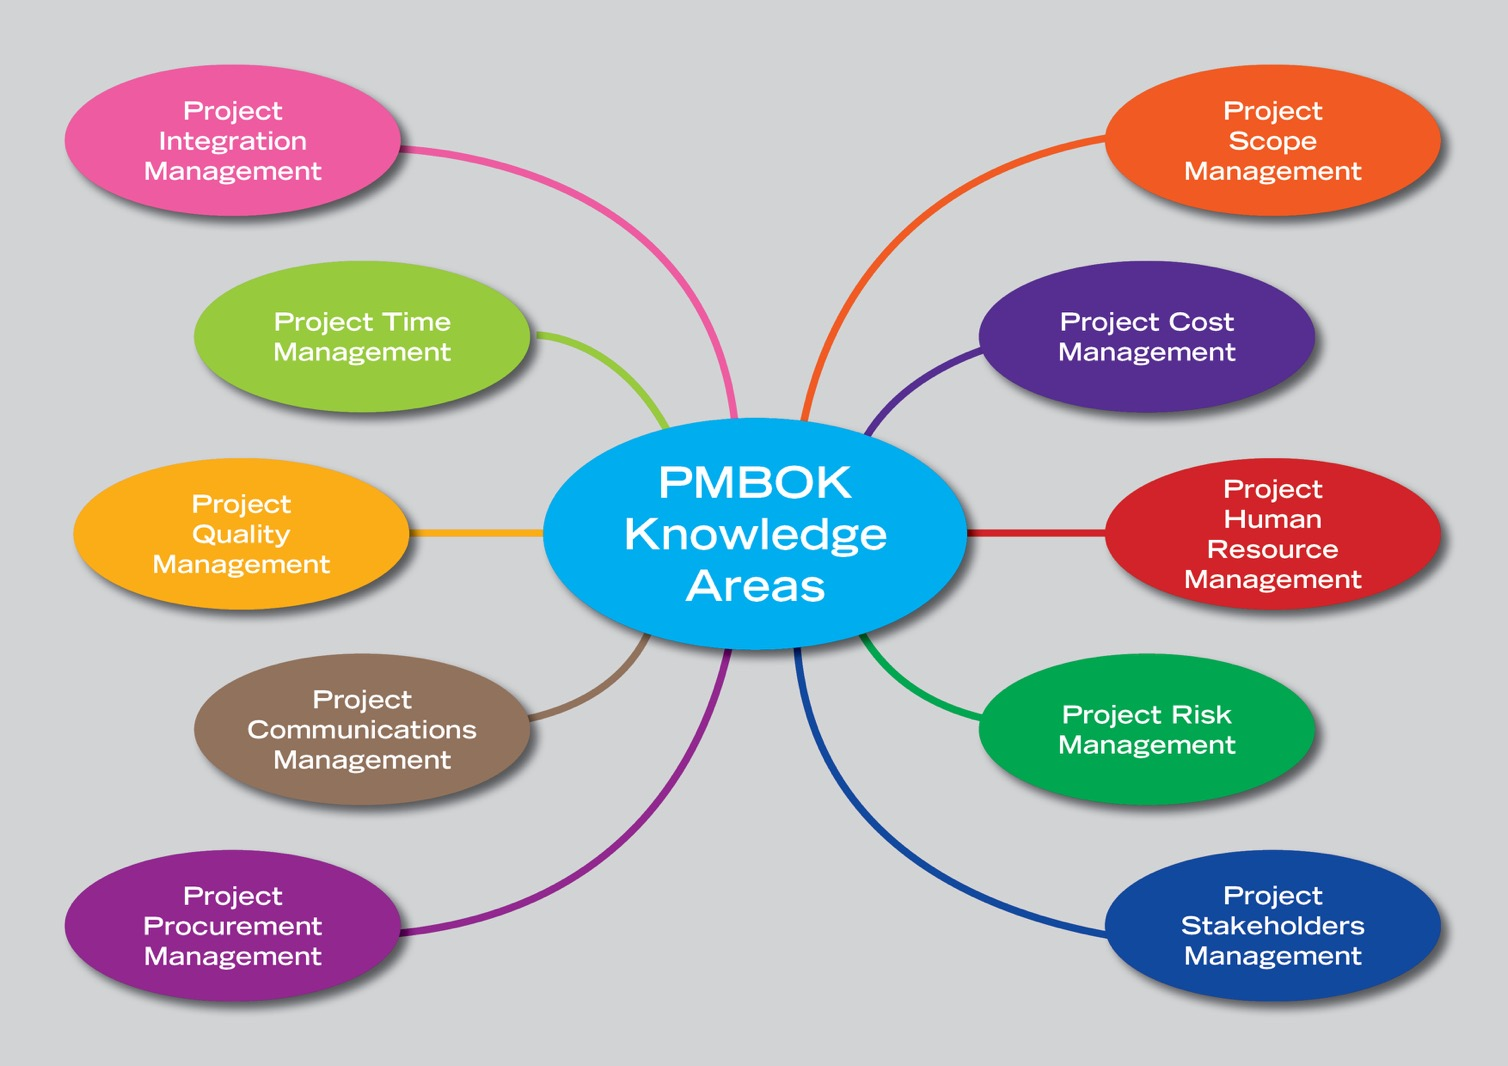 Project
Integration
Management
Project
Scope
Management
Project Time
Management
Project Cost
Management
PMBOK
Knowledge
Areas
Project
Quality
Management
Project
Human
Resource
Management
Project
Communications
Management
Project Risk
Management
Project
Procurement
Management
Project
Stakeholders
Management